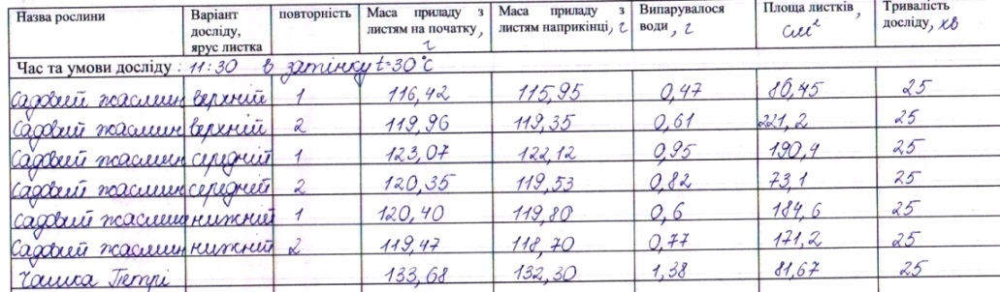 Назва рослини Варіант досліду, ярус листка повторність Маса приладу з листям на початку, г Маса приладу з листям наприкінці, г Випарувалося води, г Площа листків, см² Тривалість досліду, хв
Час та умови досліду : 11:30 в затінку t=30°C
Садовий жасмин верхній 1 116,42 115,95 0,47 80,45 25
Садовий жасмин верхній 2 119,96 119,35 0,61 221,2 25
Садовий жасмин середній 1 123,07 122,12 0,95 190,4 25
Садовий жасмин середній 2 120,35 119,53 0,82 73,1 25
Садовий жасмин нижній 1 120,40 119,80 0,6 184,6 25
Садовий жасмин нижній 2 119,47 118,70 0,77 171,2 25
Чашка Петрі 133,68 132,30 1,38 81,67 25